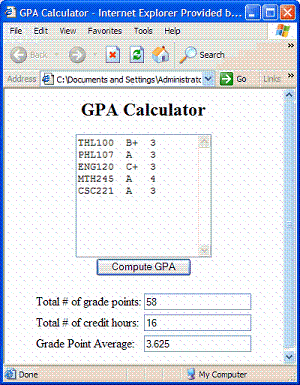 GPA Calculator - Internet Explorer Provided b...
File Edit View Favorites Tools Help
Back Search
Address C:\Documents and Settings\Administrato Go Links
GPA Calculator
THL100 B+ 3
PHL107 A 3
ENG120 C+ 3
MTH245 A 4
CSC221 A 3
Compute GPA
Total # of grade points: 58
Total # of credit hours: 16
Grade Point Average: 3.625
Done My Computer